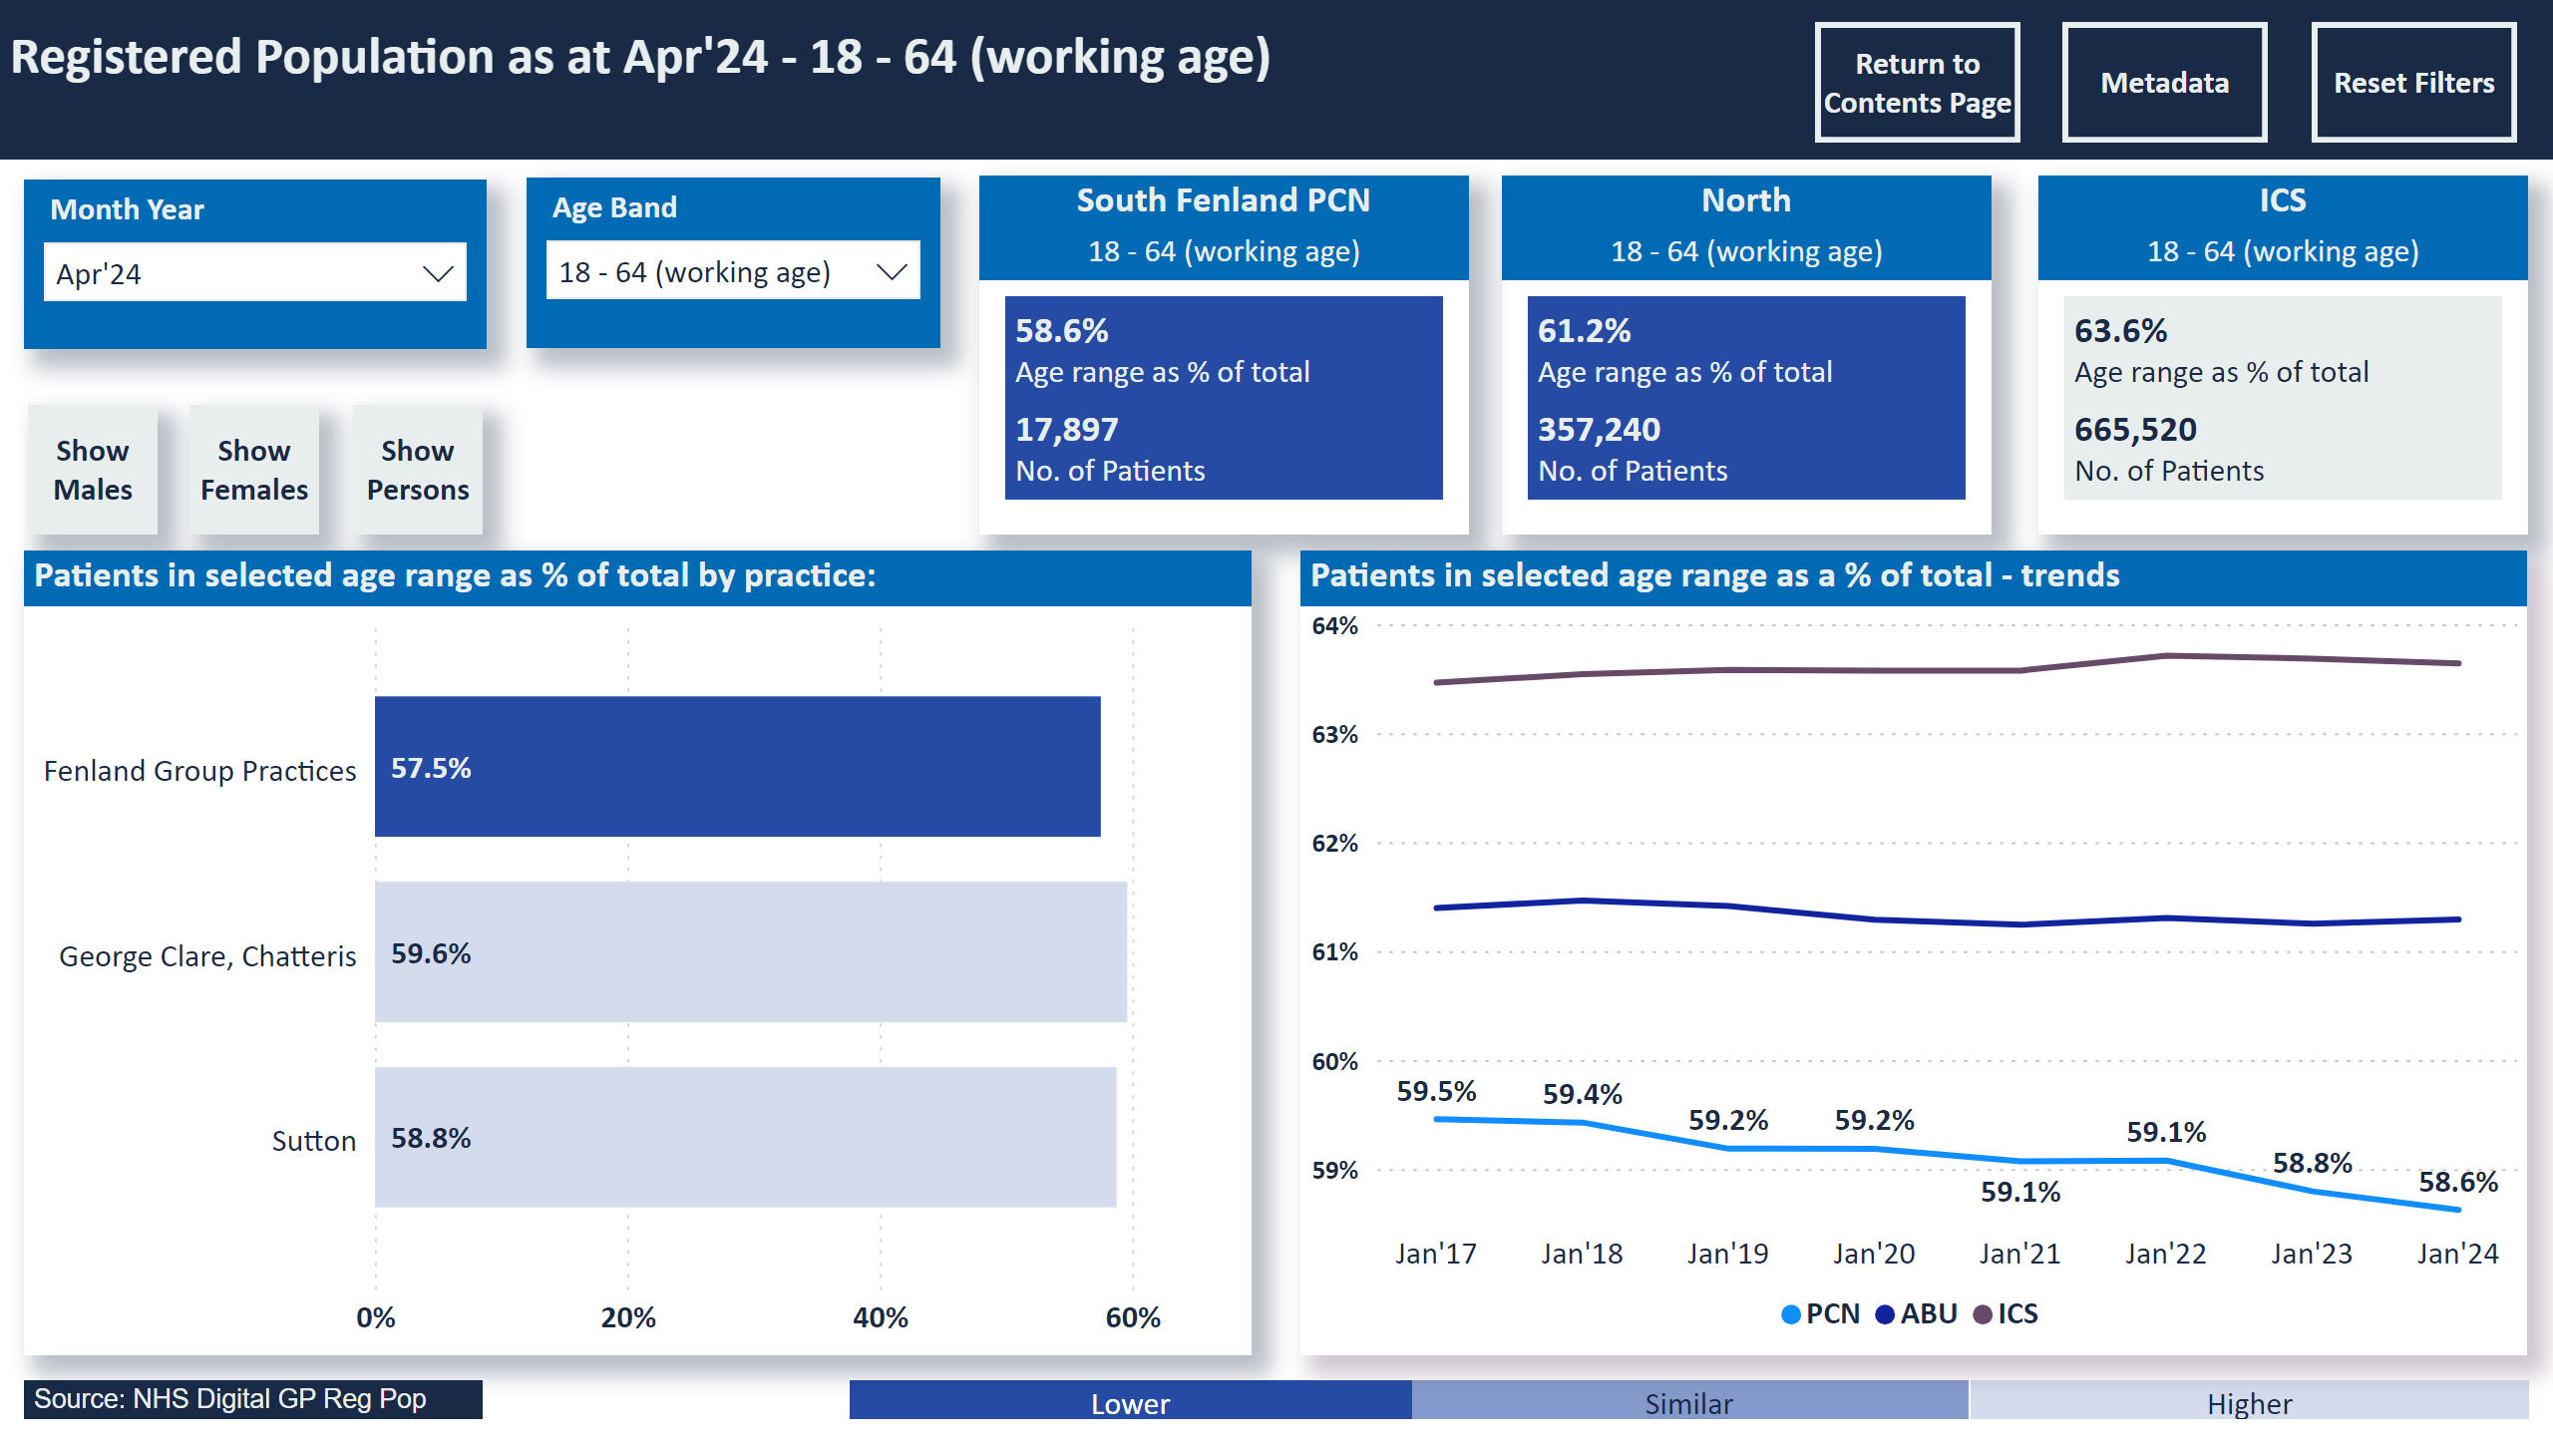 Registered Population as at Apr'24 - 18 - 64 (working age)
Return to
Contents Page
Metadata
Reset Filters
Month Year
Apr'24
Age Band
18 - 64 (working age)
South Fenland PCN
18 - 64 (working age)
58.6%
Age range as % of total
17,897
No. of Patients
North
18 - 64 (working age)
61.2%
Age range as % of total
357,240
No. of Patients
ICS
18 - 64 (working age)
63.6%
Age range as % of total
665,520
No. of Patients
Show
Males
Show
Females
Show
Persons
Patients in selected age range as % of total by practice:
Fenland Group Practices
57.5%
George Clare, Chatteris
59.6%
Sutton
58.8%
0%
20%
40%
60%
Patients in selected age range as a % of total - trends
64%
63%
62%
61%
60%
59%
59.5%
59.4%
59.2%
59.2%
59.1%
59.1%
58.8%
58.6%
Jan'17
Jan'18
Jan'19
Jan'20
Jan'21
Jan'22
Jan'23
Jan'24
PCN
ABU
ICS
Source: NHS Digital GP Reg Pop
Lower
Similar
Higher